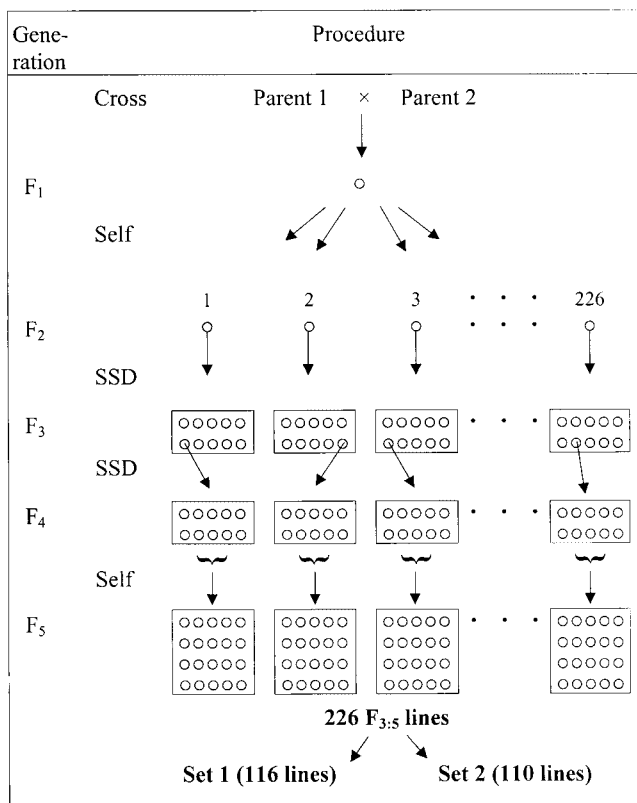 Gene-
ration
Procedure
Cross Parent 1 × Parent 2
F1
Self
1 2 3 · · · 226
F2 · · ·
SSD
F3 · · ·
SSD
F4 · · ·
Self
F5 · · ·
226 F3:5 lines
Set 1 (116 lines) Set 2 (110 lines)